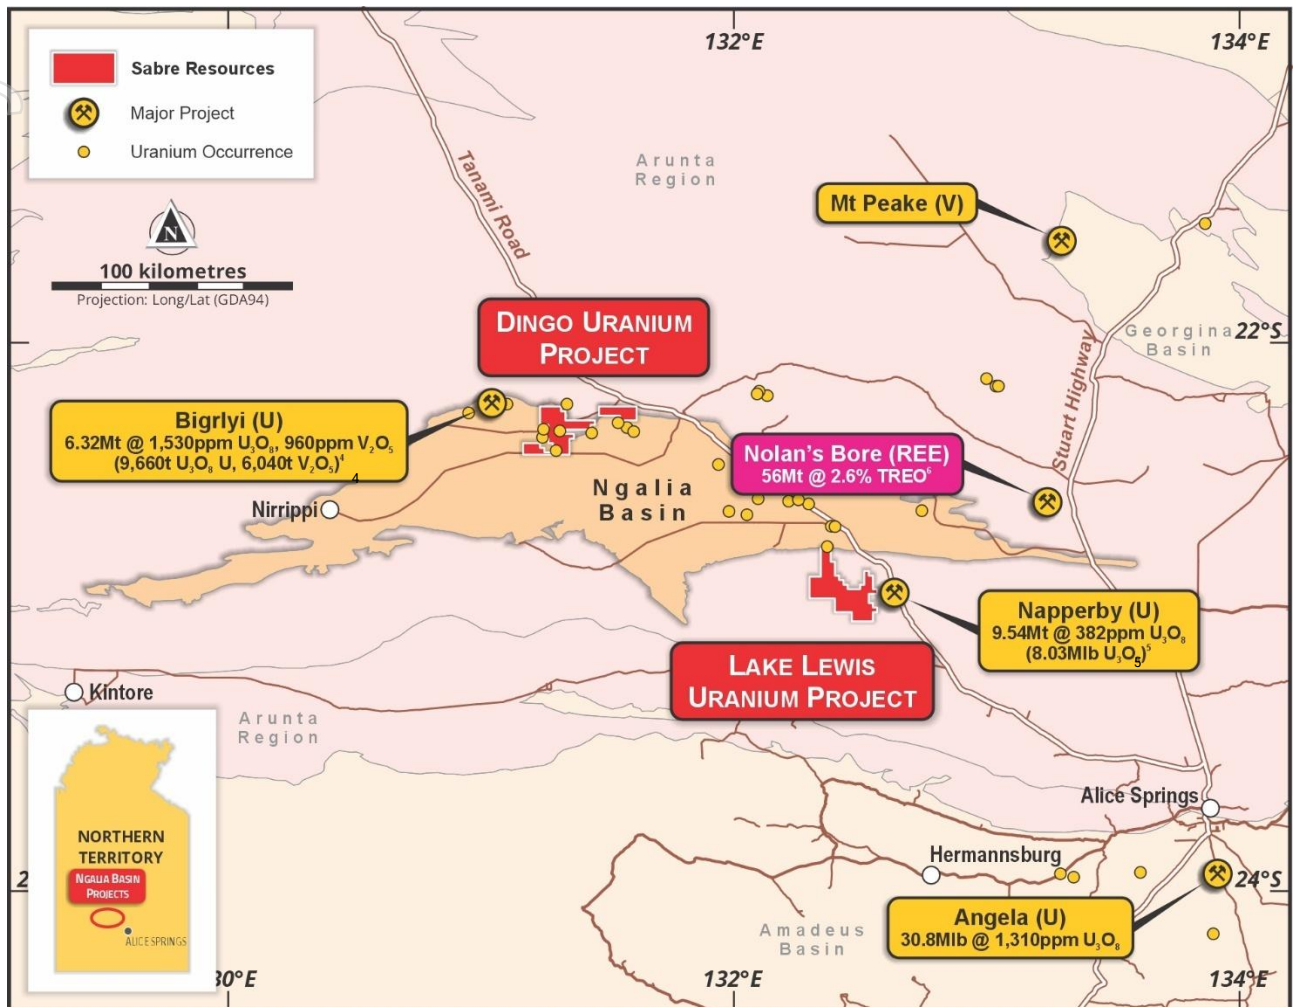 132°E
134°E
Sabre Resources
Major Project
Uranium Occurrence
N
100 kilometres
Projection: Long/Lat (GDA94)
Tanami Road
Arunta
Region
Mt Peake (V)
Georgina
Basin
22°S
Stuart Highway
DINGO URANIUM
PROJECT
Bigrlyi (U)
6.32Mt @ 1,530ppm U₃O₈, 960ppm V₂O₅
(9,660t U₃O₈ U, 6,040t V₂O₅)⁴
4
Nirrippi
Ngalia
Basin
Nolan's Bore (REE)
56Mt @ 2.6% TREO⁶
Napperby (U)
9.54Mt @ 382ppm U₃O₈
(8.03Mlb U₃O₅)⁵
LAKE LEWIS
URANIUM PROJECT
Kintore
Arunta
Region
Alice Springs
Hermannsburg
Angela (U)
30.8Mlb @ 1,310ppm U₃O₈
Amadeus
Basin
24°S
NORTHERN
TERRITORY
NGALIA BASIN
PROJECTS
ALICE SPRINGS
2
30°E
132°E
134°E